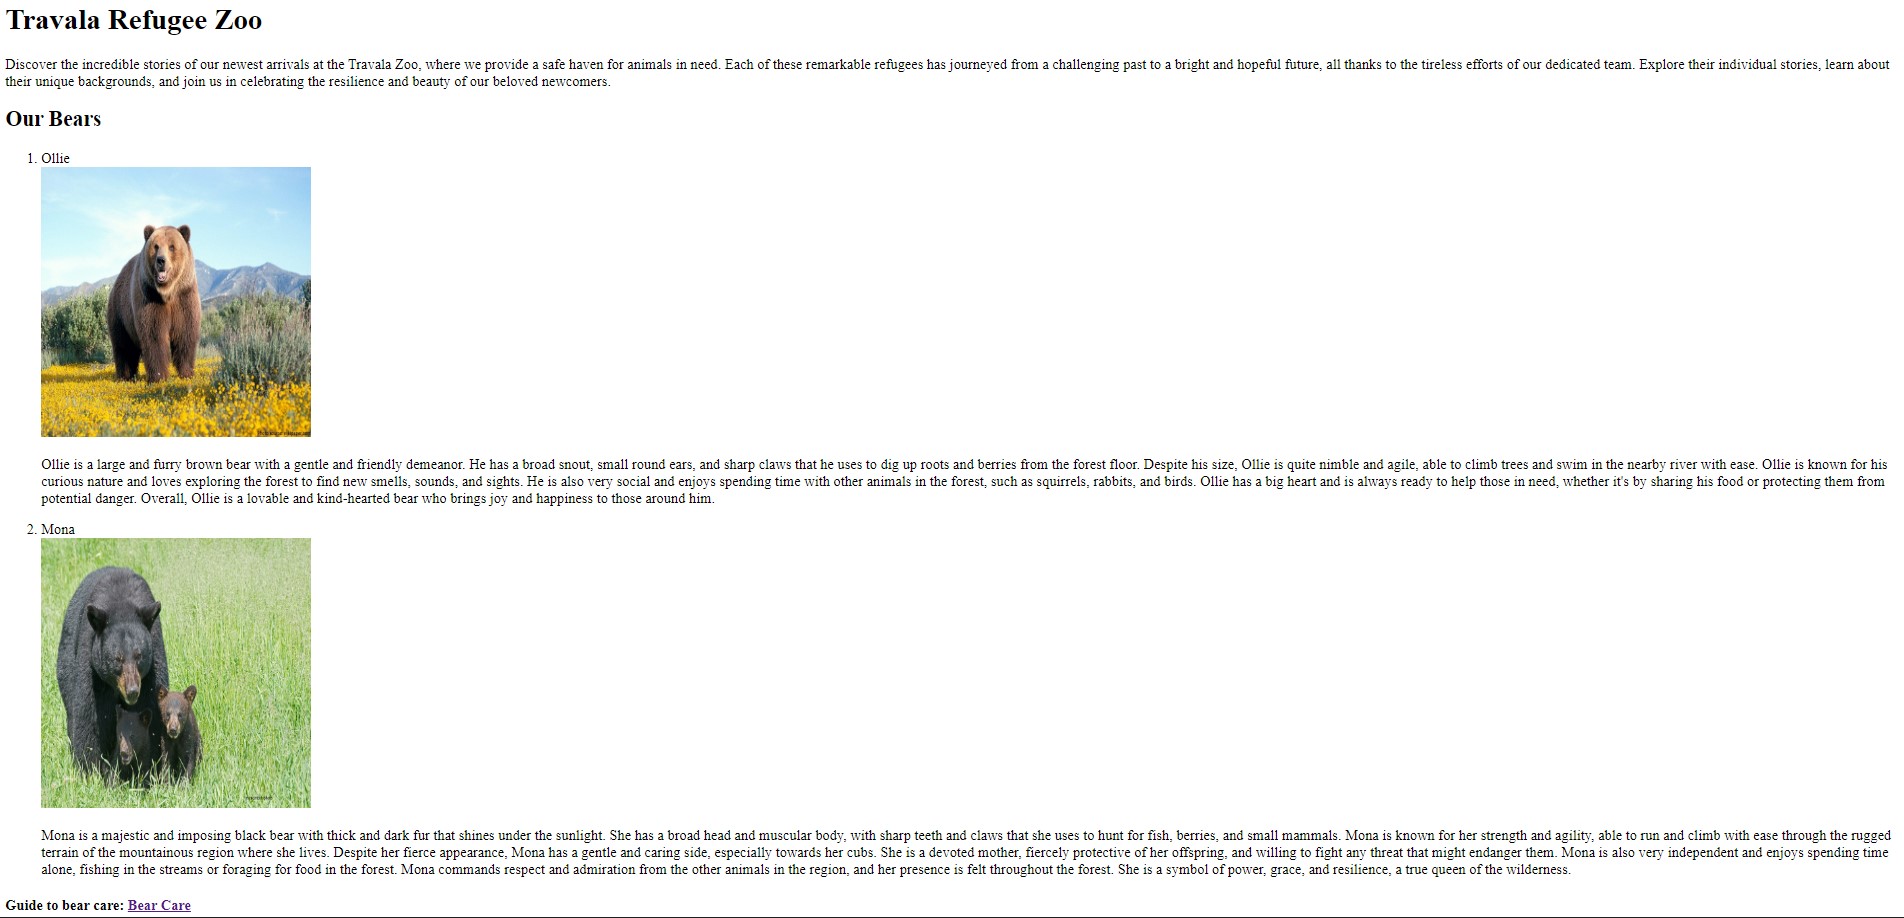 Travala Refugee Zoo
Discover the incredible stories of our newest arrivals at the Travala Zoo, where we provide a safe haven for animals in need. Each of these remarkable refugees has journeyed from a challenging past to a bright and hopeful future, all thanks to the tireless efforts of our dedicated team. Explore their individual stories, learn about
their unique backgrounds, and join us in celebrating the resilience and beauty of our beloved newcomers.
Our Bears
1. Ollie
Ollie is a large and furry brown bear with a gentle and friendly demeanor. He has a broad snout, small round ears, and sharp claws that he uses to dig up roots and berries from the forest floor. Despite his size, Ollie is quite nimble and agile, able to climb trees and swim in the nearby river with ease. Ollie is known for his
curious nature and loves exploring the forest to find new smells, sounds, and sights. He is also very social and enjoys spending time with other animals in the forest, such as squirrels, rabbits, and birds. Ollie has a big heart and is always ready to help those in need, whether it's by sharing his food or protecting them from
potential danger. Overall, Ollie is a lovable and kind-hearted bear who brings joy and happiness to those around him.
2. Mona
Mona is a majestic and imposing black bear with thick and dark fur that shines under the sunlight. She has a broad head and muscular body, with sharp teeth and claws that she uses to hunt for fish, berries, and small mammals. Mona is known for her strength and agility, able to run and climb with ease through the rugged
terrain of the mountainous region where she lives. Despite her fierce appearance, Mona has a gentle and caring side, especially towards her cubs. She is a devoted mother, fiercely protective of her offspring, and willing to fight any threat that might endanger them. Mona is also very independent and enjoys spending time
alone, fishing in the streams or foraging for food in the forest. Mona commands respect and admiration from the other animals in the region, and her presence is felt throughout the forest. She is a symbol of power, grace, and resilience, a true queen of the wilderness.
Guide to bear care: Bear Care